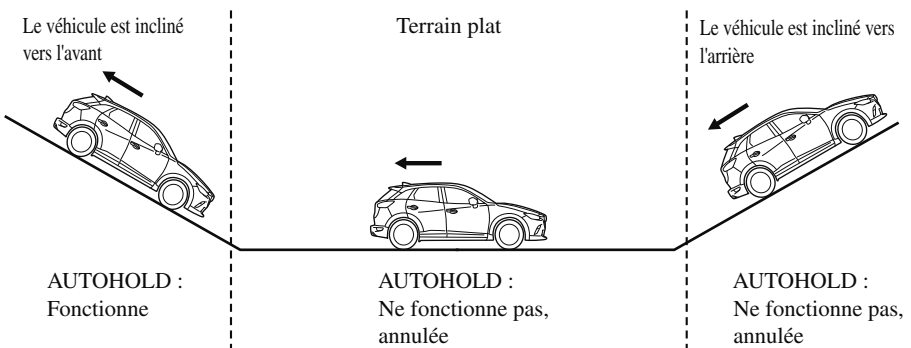 Le véhicule est incliné
vers l'avant
Terrain plat
Le véhicule est incliné vers
l'arrière
AUTOHOLD :
Fonctionne
AUTOHOLD :
Ne fonctionne pas,
annulée
AUTOHOLD :
Ne fonctionne pas,
annulée